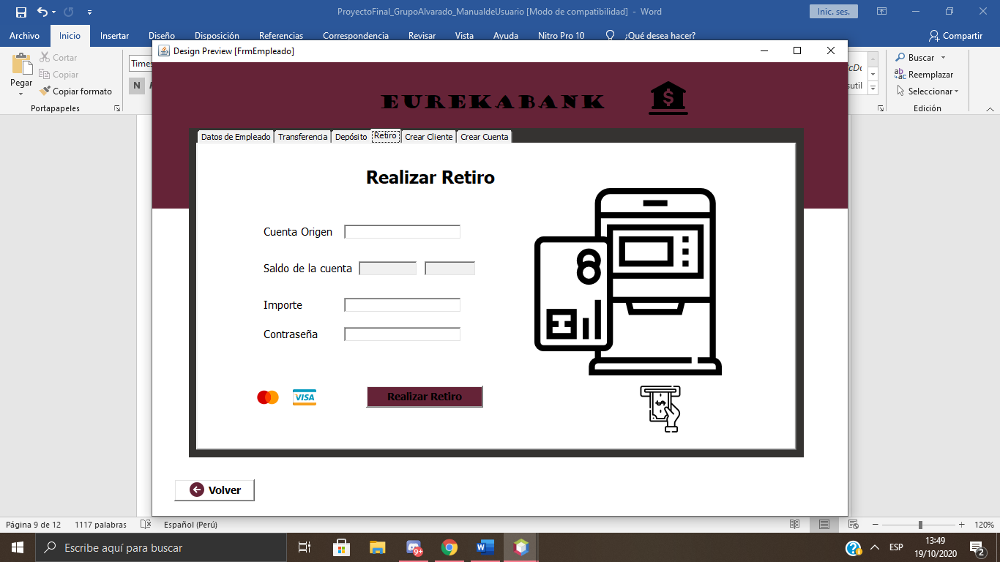 ProyectoFinal_GrupoAlvarado_ManualdeUsuario [Modo de compatibilidad] - Word
Inic. ses.
Archivo Inicio Insertar Diseño Disposición Referencias Correspondencia Revisar Vista Ayuda Nitro Pro 10 ¿Qué desea hacer? Compartir
Pegar
Cortar
Copiar
Copiar formato
Portapapeles
Times
N
Buscar
Reemplazar
Seleccionar
Edición
Design Preview [FrmEmpleado]
EUREKABANK
$
Datos de Empleado Transferencia Depósito Retiro Crear Cliente Crear Cuenta
Realizar Retiro
Cuenta Origen
Saldo de la cuenta
Importe
Contraseña
VISA Realizar Retiro
$
Volver
Página 9 de 12 1117 palabras Español (Perú) 120%
Escribe aquí para buscar
9+
ESP
13:49
19/10/2020
2